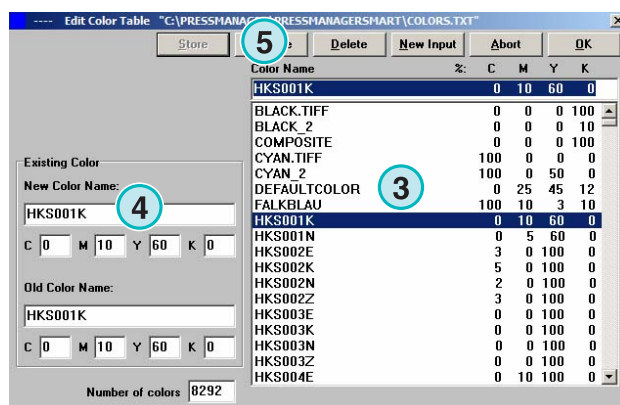 ---- Edit Color Table "C:\PRESSMANAGER\PRESSMANAGERSMART\COLORS.TXT"
Store 5 Delete New Input Abort OK
Color Name %: C M Y K
HKS001K 0 10 60 0
BLACK.TIFF 0 0 0 100
BLACK_2 0 0 0 10
COMPOSITE 0 0 0 100
CYAN.TIFF 100 0 0 0
CYAN_2 100 0 50 0
DEFAULTCOLOR 0 25 45 12
FALKBLAU 100 10 3 10
HKS001K 0 10 60 0
HKS001N 0 5 60 0
HKS002E 3 0 100 0
HKS002K 5 0 100 0
HKS002N 2 0 100 0
HKS002Z 3 0 100 0
HKS003E 0 0 100 0
HKS003K 0 0 100 0
HKS003N 0 0 100 0
HKS003Z 0 0 100 0
HKS004E 0 10 100 0
3
Existing Color
New Color Name:
HKS001K
4
C 0 M 10 Y 60 K 0
Old Color Name:
HKS001K
C 0 M 10 Y 60 K 0
Number of colors 8292